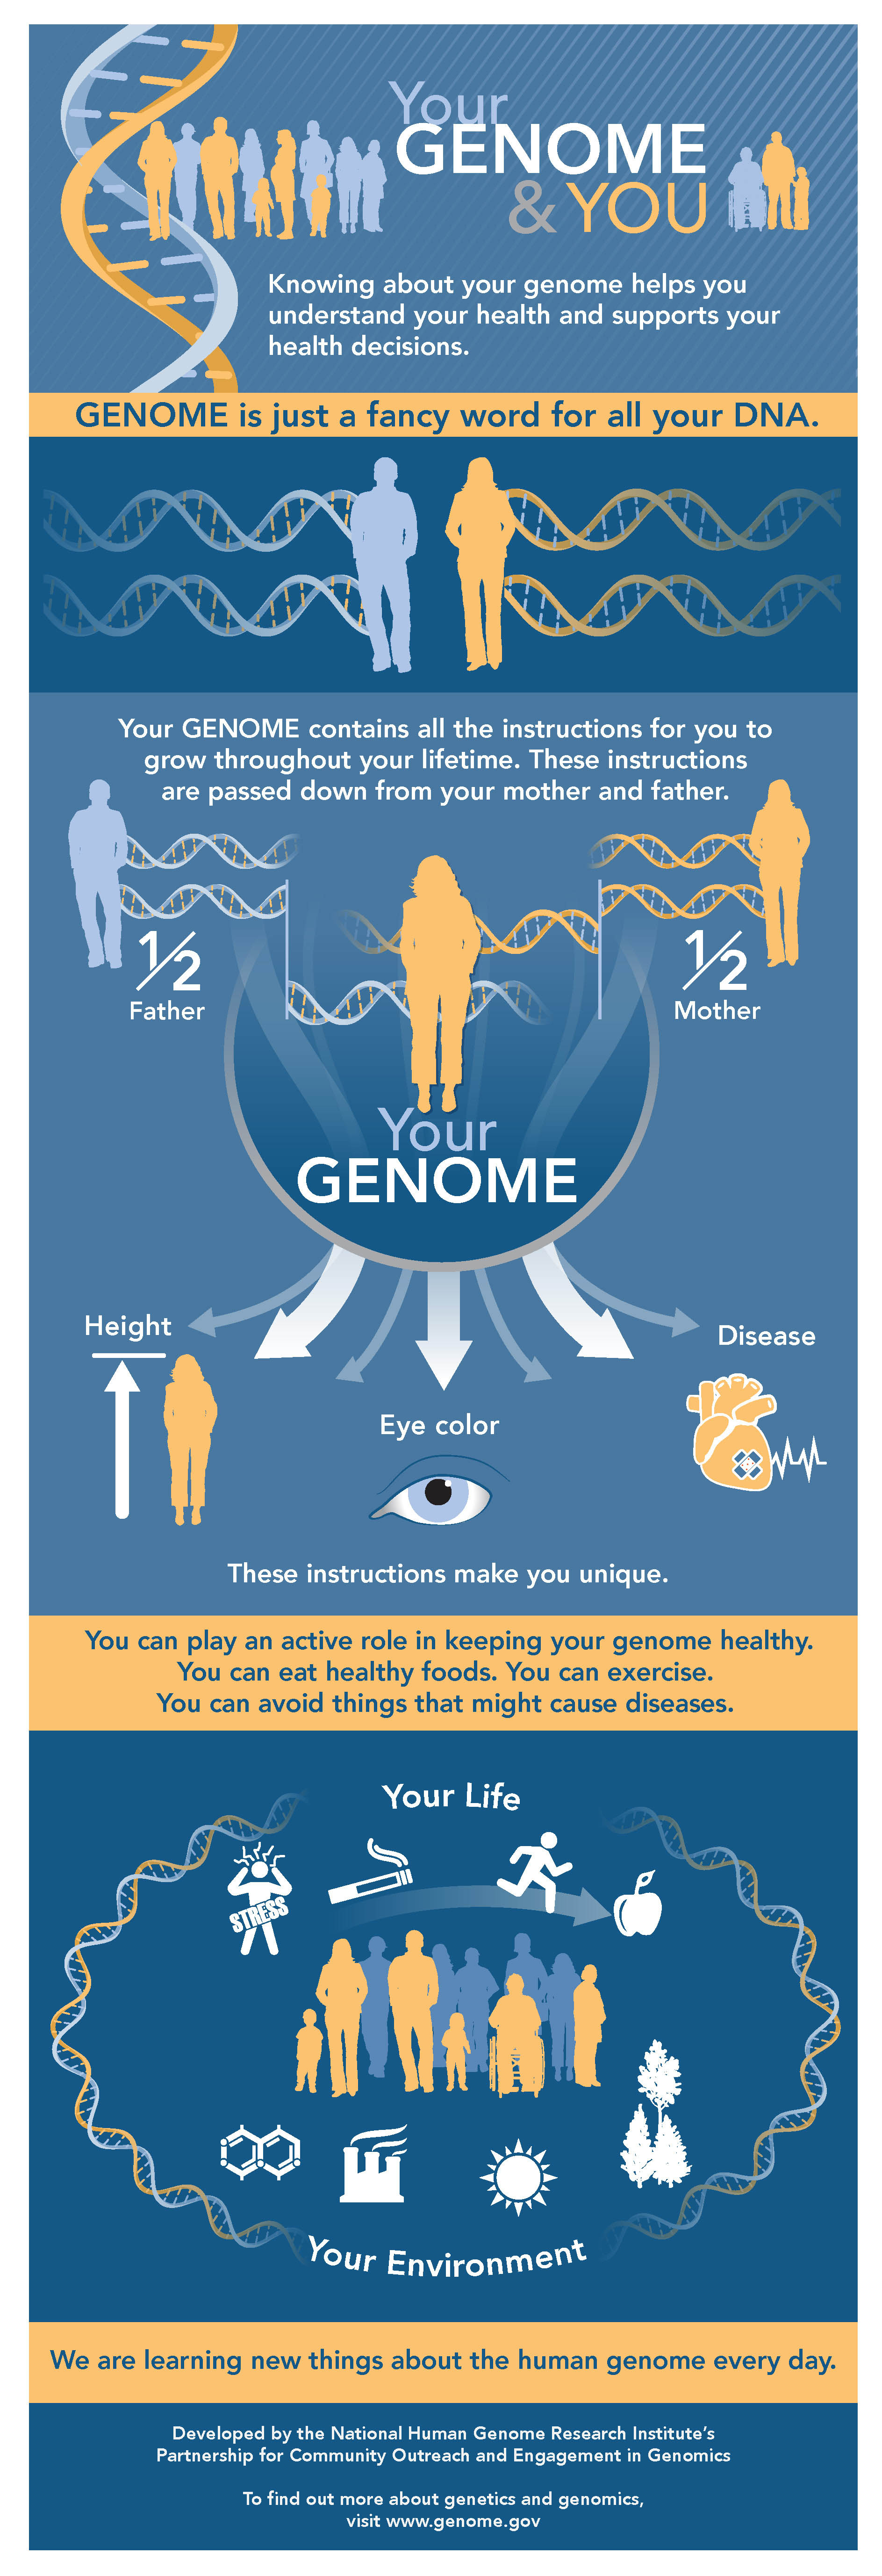 Your
GENOME
& YOU
Knowing about your genome helps you
understand your health and supports your
health decisions.
GENOME is just a fancy word for all your DNA.
Your GENOME contains all the instructions for you to
grow throughout your lifetime. These instructions
are passed down from your mother and father.
1/2
Father
1/2
Mother
Your
GENOME
Height
Disease
Eye color
These instructions make you unique.
You can play an active role in keeping your genome healthy.
You can eat healthy foods. You can exercise.
You can avoid things that might cause diseases.
Your Life
STRESS
Your Environment
We are learning new things about the human genome every day.
Developed by the National Human Genome Research Institute's
Partnership for Community Outreach and Engagement in Genomics
To find out more about genetics and genomics,
visit www.genome.gov